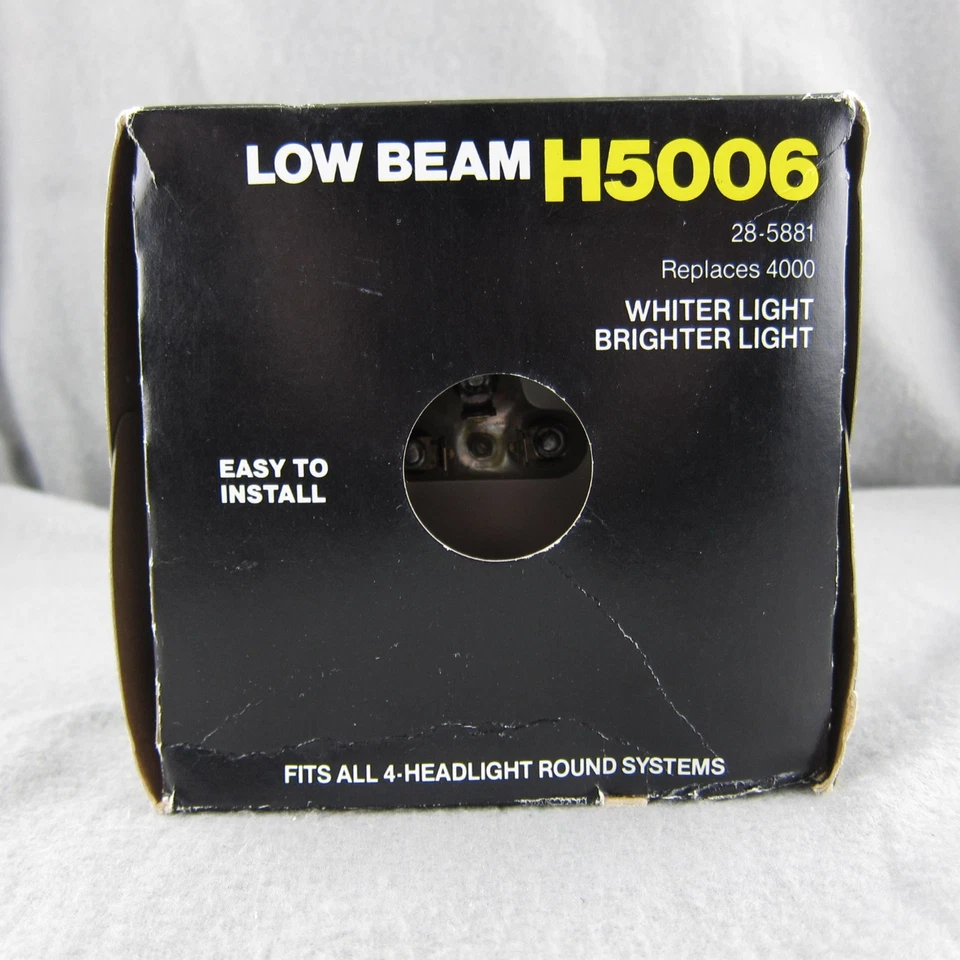 LOW BEAM H5006
28-5881
Replaces 4000
WHITER LIGHT
BRIGHTER LIGHT
EASY TO
INSTALL
FITS ALL 4-HEADLIGHT ROUND SYSTEMS